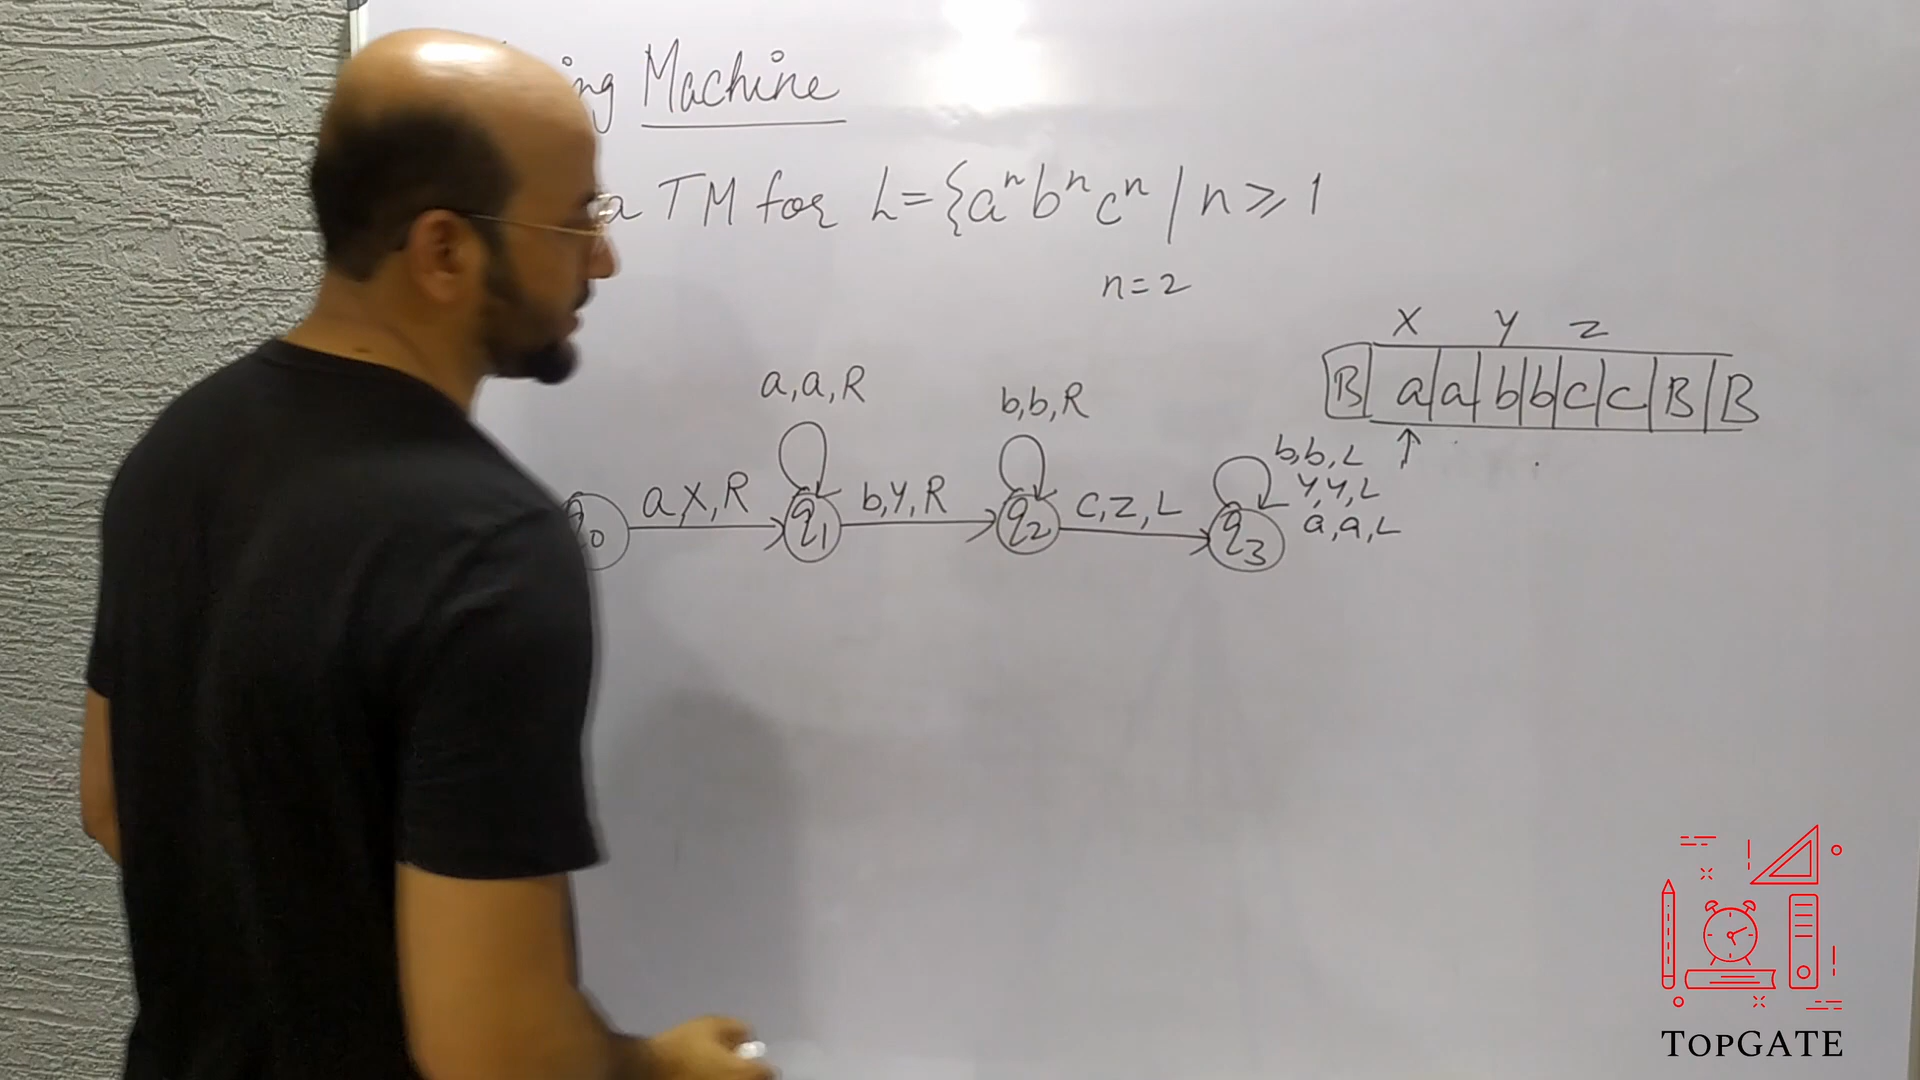 ing Machine
a TM for L={aⁿbⁿcⁿ | n ≥ 1
n=2
X Y Z
B a a b b c c B B
a,a,R
b,b,R
b,b,L
Y,Y,L
a,a,L
a,X,R
b,Y,R
C,Z,L
q₀
q₁
q₂
q₃
TOPGATE